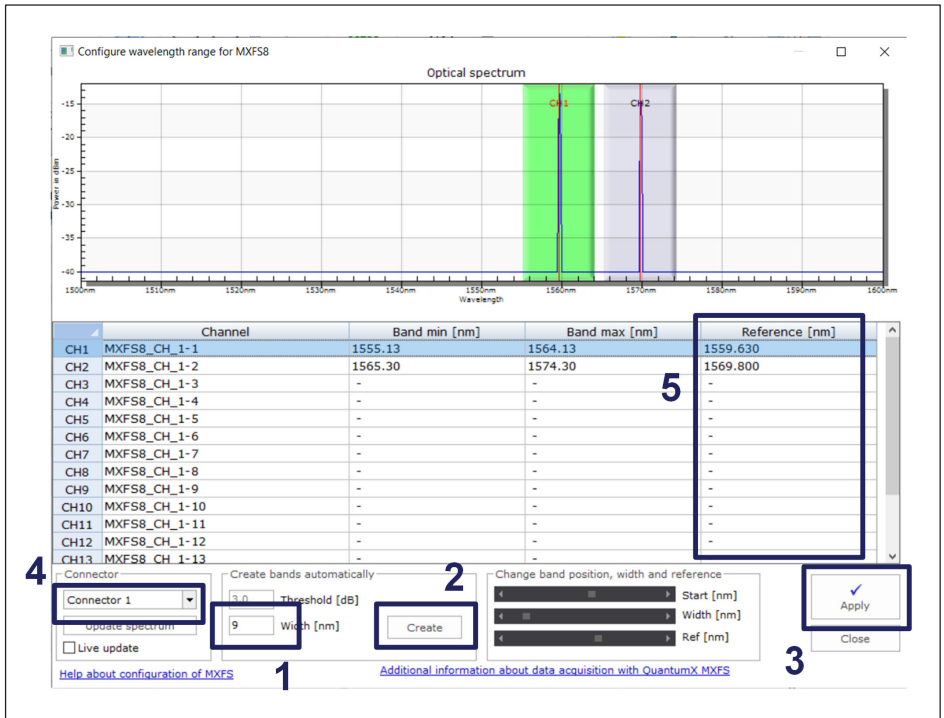 Configure wavelength range for MXFS8
Optical spectrum
CH1 CH2
-15
-20
-25
-30
-35
-40
Power in dBm
1500nm 1510nm 1520nm 1530nm 1540nm 1550nm 1560nm 1570nm 1580nm 1590nm 1600nm
Wavelength
Channel Band min [nm] Band max [nm] Reference [nm]
CH1 MXFS8_CH_1-1 1555.13 1564.13 1559.630
CH2 MXFS8_CH_1-2 1565.30 1574.30 1569.800
5
CH3 MXFS8_CH_1-3 - - -
CH4 MXFS8_CH_1-4 - - -
CH5 MXFS8_CH_1-5 - - -
CH6 MXFS8_CH_1-6 - - -
CH7 MXFS8_CH_1-7 - - -
CH8 MXFS8_CH_1-8 - - -
CH9 MXFS8_CH_1-9 - - -
CH10 MXFS8_CH_1-10 - - -
CH11 MXFS8_CH_1-11 - - -
CH12 MXFS8_CH_1-12 - - -
CH13 MXFS8_CH_1-13 - - -
4
Connector
Connector 1
Update spectrum
Live update
Create bands automatically
3.0 Threshold [dB]
9 Width [nm]
1
2
Create
Change band position, width and reference
Start [nm]
Width [nm]
Ref [nm]
Apply
Close
3
Help about configuration of MXFS
Additional information about data acquisition with QuantumX MXFS